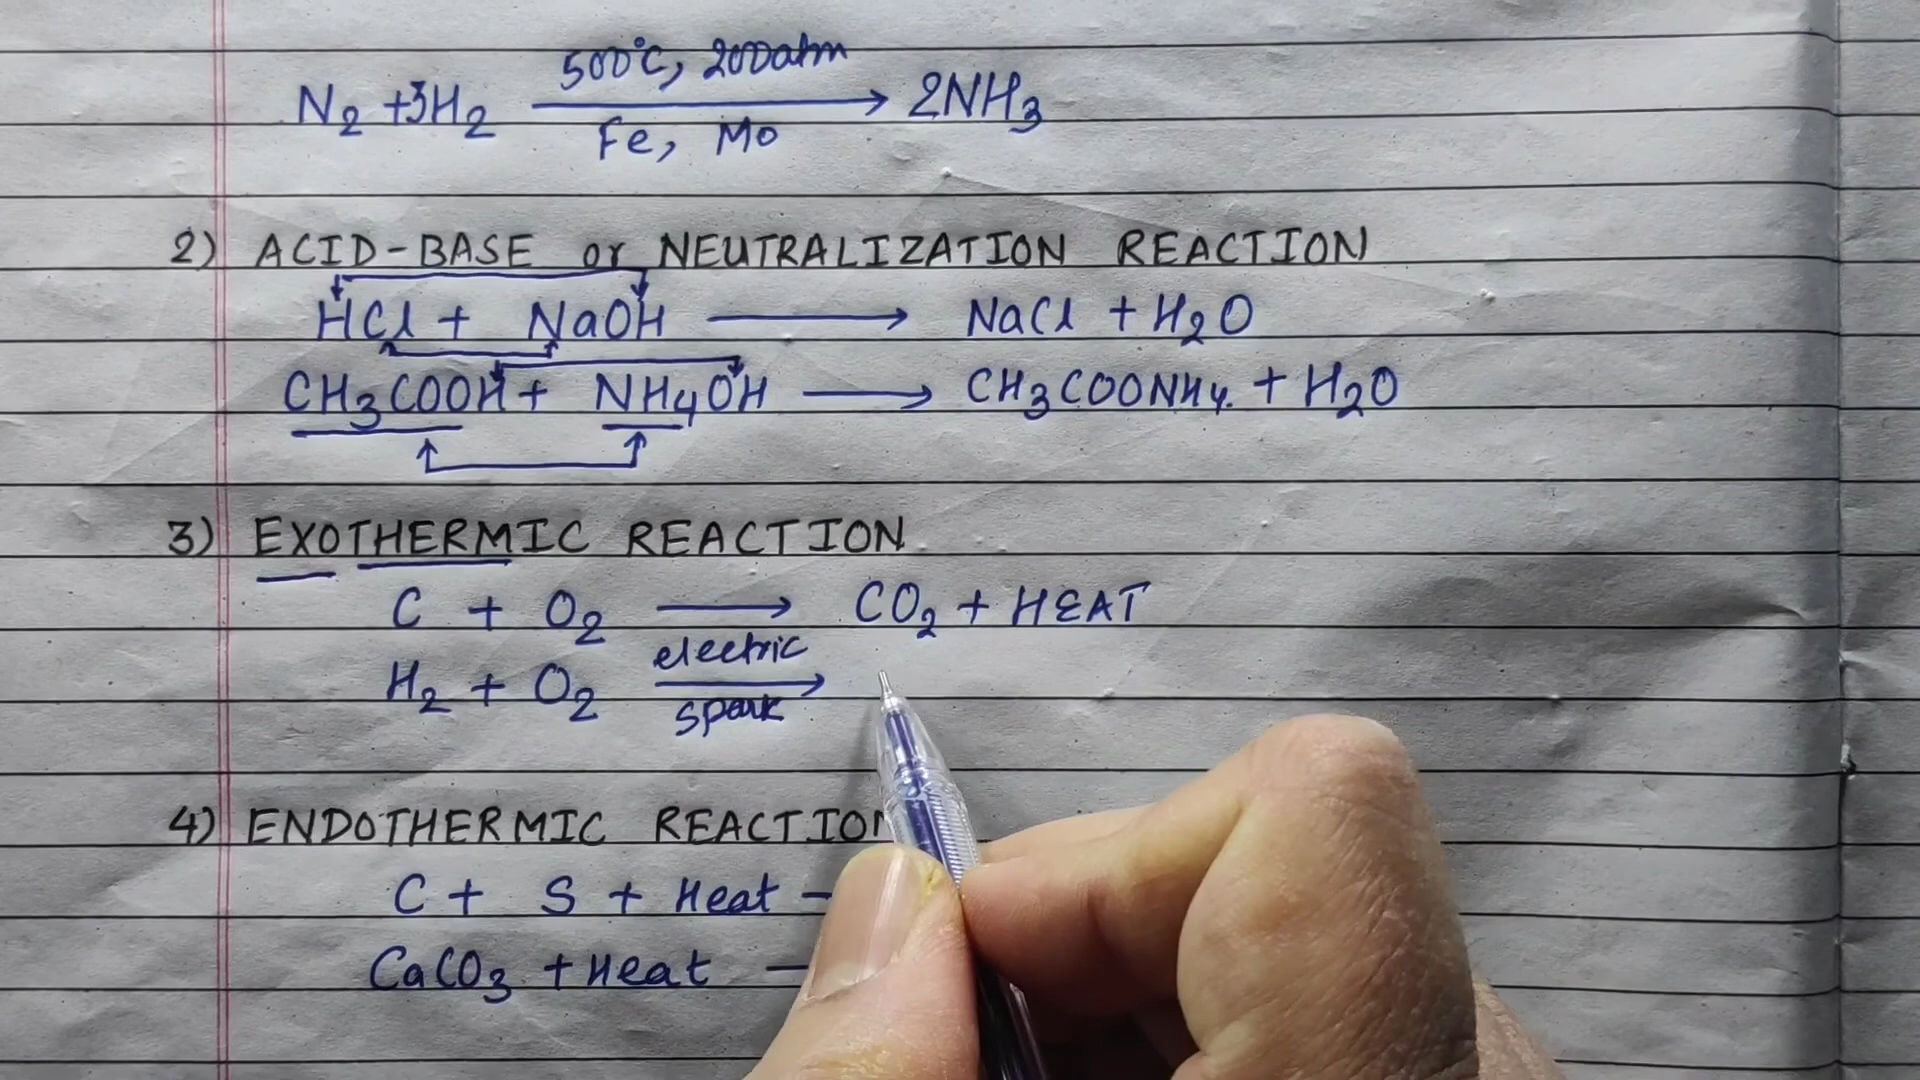 500°C, 200atm
N2 + 3H2 → 2NH3
Fe, Mo
2) ACID-BASE or NEUTRALIZATION REACTION
HCl + NaOH → NaCl + H2O
CH3COOH + NH4OH → CH3COONH4. + H2O
3) EXOTHERMIC REACTION.
C + O2 → CO2 + HEAT
electric
H2 + O2 →
spark
4) ENDOTHERMIC REACTION
C + S + Heat –
CaCO3 + Heat –